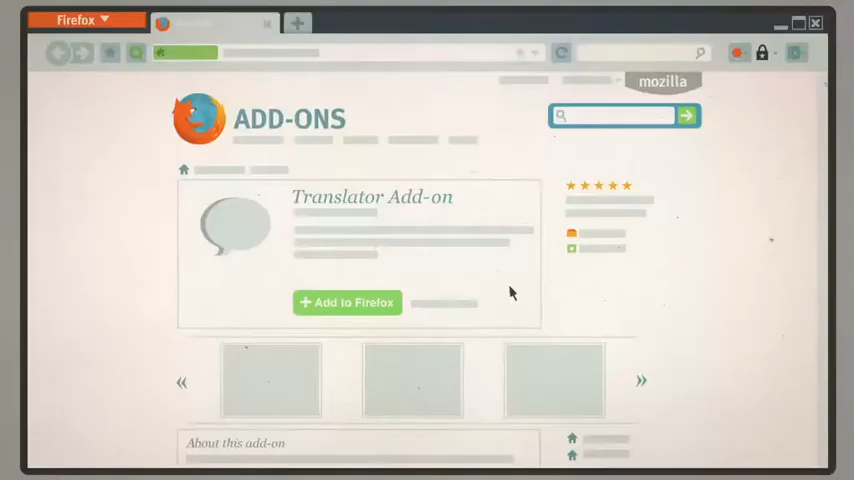 Firefox
mozilla
ADD-ONS
Translator Add-on
Add to Firefox
About this add-on